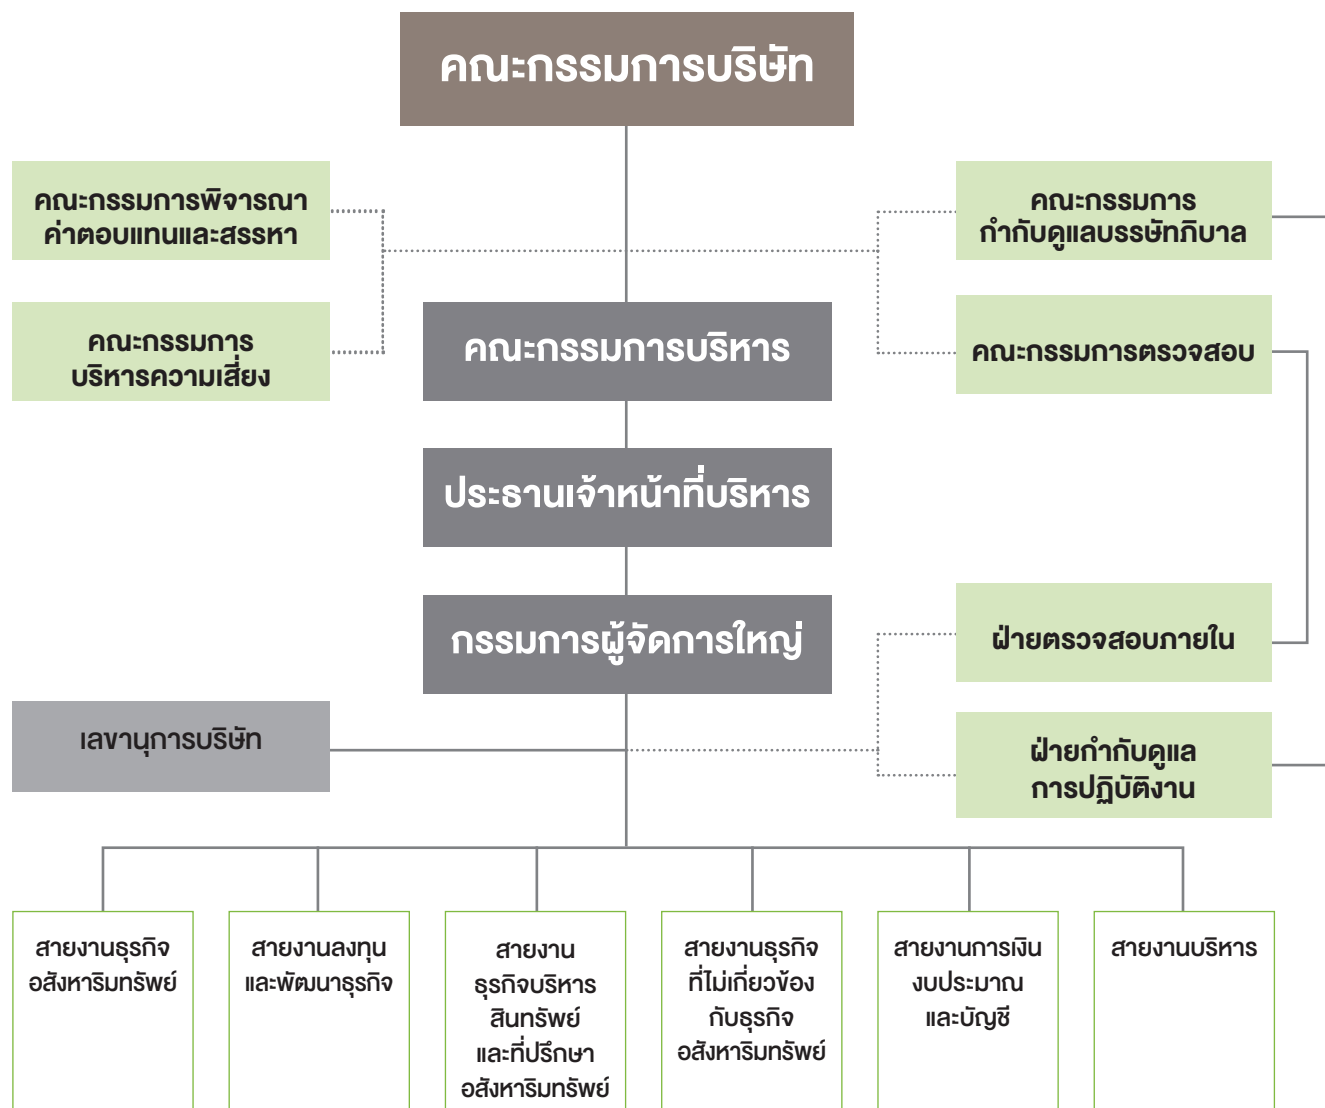 คณะกรรมการบริษัท
คณะกรรมการพิจารณา
ค่าตอบแทนและสรรหา
คณะกรรมการ
กำกับดูแลบรรษัทภิบาล
คณะกรรมการ
บริหารความเสี่ยง
คณะกรรมการบริหาร
คณะกรรมการตรวจสอบ
ประธานเจ้าหน้าที่บริหาร
กรรมการผู้จัดการใหญ่
ฝ่ายตรวจสอบภายใน
เลขานุการบริษัท
ฝ่ายกำกับดูแล
การปฏิบัติงาน
สายงานธุรกิจ
อสังหาริมทรัพย์
สายงานลงทุน
และพัฒนาธุรกิจ
สายงาน
ธุรกิจบริหาร
สินทรัพย์
และที่ปรึกษา
อสังหาริมทรัพย์
สายงานธุรกิจ
ที่ไม่เกี่ยวข้อง
กับธุรกิจ
อสังหาริมทรัพย์
สายงานการเงิน
งบประมาณ
และบัญชี
สายงานบริหาร